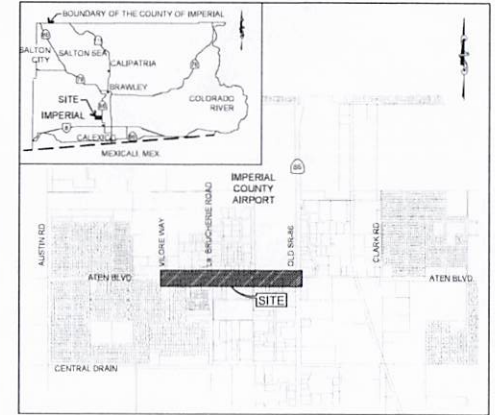 BOUNDARY OF THE COUNTY OF IMPERIAL
SALTON
CITY
SALTON SEA
CALIPATRIA
BRAWLEY
COLORADO
RIVER
SITE
IMPERIAL
8
CALEXICO
MEXICALI, MEX.
86
IMPERIAL
COUNTY
AIRPORT
AUSTIN RD
VILORE WAY
LA BRUCHERIE ROAD
OLD SR-86
CLARK RD
ATEN BLVD.
ATEN BLVD.
SITE
CENTRAL DRAIN